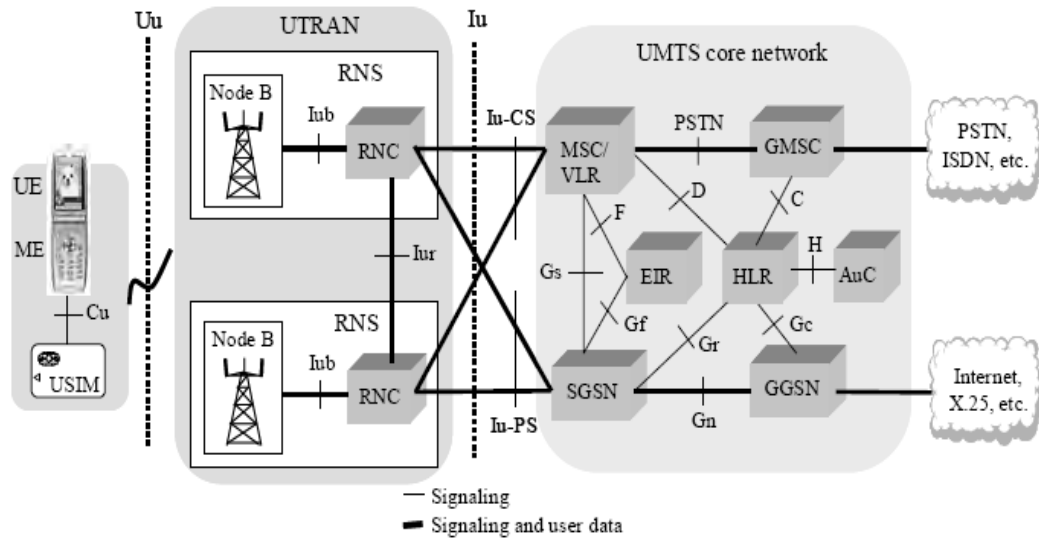 Uu
UTRAN
Iu
UMTS core network
RNS
Node B
Iub
RNC
Iu-CS
MSC/
VLR
PSTN
GMSC
PSTN,
ISDN, etc.
UE
ME
Cu
USIM
Iur
F
D
C
Gs
EIR
HLR
H
AuC
Gf
Gr
Gc
RNS
Node B
Iub
RNC
Iu-PS
SGSN
Gn
GGSN
Internet,
X.25, etc.
Signaling
Signaling and user data